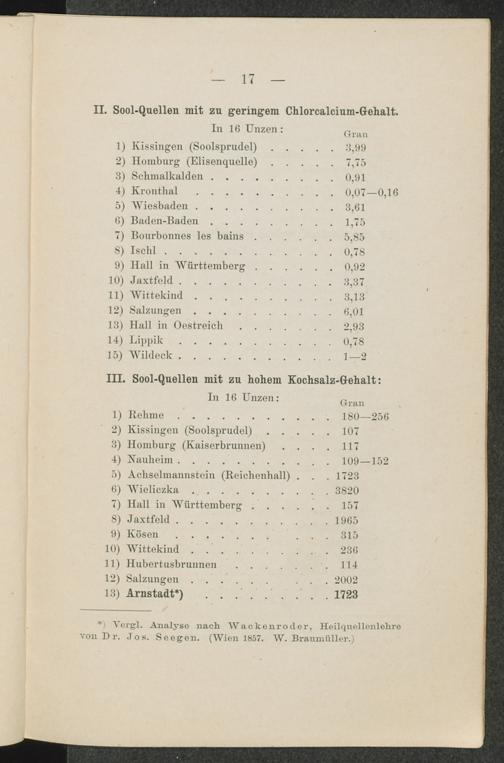 — 17 —
II. Sool-Quellen mit zu geringem Chlorcalcium-Gehalt.
In 16 Unzen:
Gran
1) Kissingen (Soolsprudel) . . . . . 3,99
2) Homburg (Elisenquelle) . . . . . 7,75
3) Schmalkalden . . . . . . . . . 0,91
4) Kronthal . . . . . . . . . . 0,07—0,16
5) Wiesbaden . . . . . . . . . . 3,61
6) Baden-Baden . . . . . . . . . 1,75
7) Bourbonnes les bains . . . . . . 5,85
8) Ischl . . . . . . . . . . . . 0,78
9) Hall in Württemberg . . . . . . 0,92
10) Jaxtfeld . . . . . . . . . . . 3,37
11) Wittekind . . . . . . . . . . 3,13
12) Salzungen . . . . . . . . . . 6,01
13) Hall in Oestreich . . . . . . . 2,93
14) Lippik . . . . . . . . . . . 0,78
15) Wildeck . . . . . . . . . . . 1—2
III. Sool-Quellen mit zu hohem Kochsalz-Gehalt:
In 16 Unzen:
Gran
1) Rehme . . . . . . . . . . . 180—256
2) Kissingen (Soolsprudel) . . . . . 107
3) Homburg (Kaiserbrunnen) . . . . 117
4) Nauheim . . . . . . . . . . . 109—152
5) Achselmannstein (Reichenhall) . . . 1723
6) Wieliczka . . . . . . . . . . 3820
7) Hall in Württemberg . . . . . . 157
8) Jaxtfeld . . . . . . . . . . . 1965
9) Kösen . . . . . . . . . . . 315
10) Wittekind . . . . . . . . . . 236
11) Hubertusbrunnen . . . . . . . 114
12) Salzungen . . . . . . . . . . 2002
13) Arnstadt*) . . . . . . . . . 1723
*) Vergl. Analyse nach Wackenroder, Heilquellenlehre
von Dr. Jos. Seegen. (Wien 1857. W. Braumüller.)